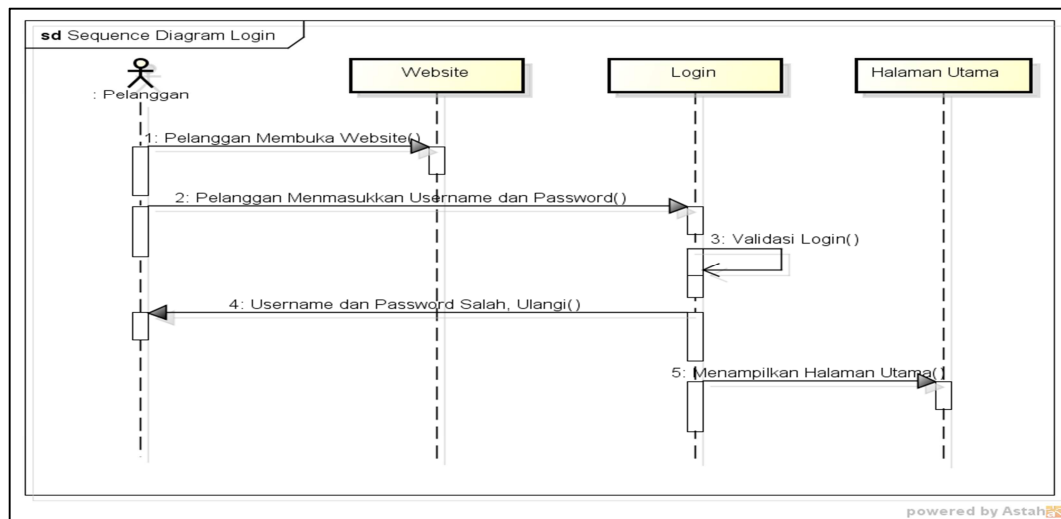 sd Sequence Diagram Login
: Pelanggan
Website
Login
Halaman Utama
1: Pelanggan Membuka Website()
2: Pelanggan Menmasukkan Username dan Password()
3: Validasi Login()
4: Username dan Password Salah, Ulangi()
5: Menampilkan Halaman Utama()
powered by Astah